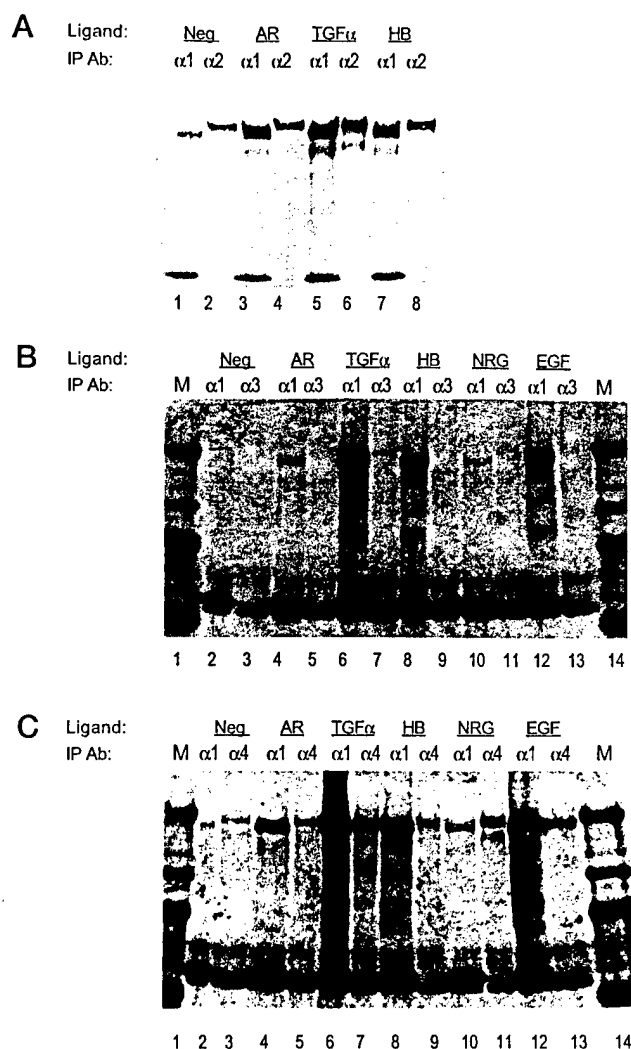 A Ligand: Neg AR TGFα HB
IP Ab: α1 α2 α1 α2 α1 α2 α1 α2
1 2 3 4 5 6 7 8
B Ligand: Neg AR TGFα HB NRG EGF
IP Ab: M α1 α3 α1 α3 α1 α3 α1 α3 α1 α3 α1 α3 M
1 2 3 4 5 6 7 8 9 10 11 12 13 14
C Ligand: Neg AR TGFα HB NRG EGF
IP Ab: M α1 α4 α1 α4 α1 α4 α1 α4 α1 α4 α1 α4 M
1 2 3 4 5 6 7 8 9 10 11 12 13 14